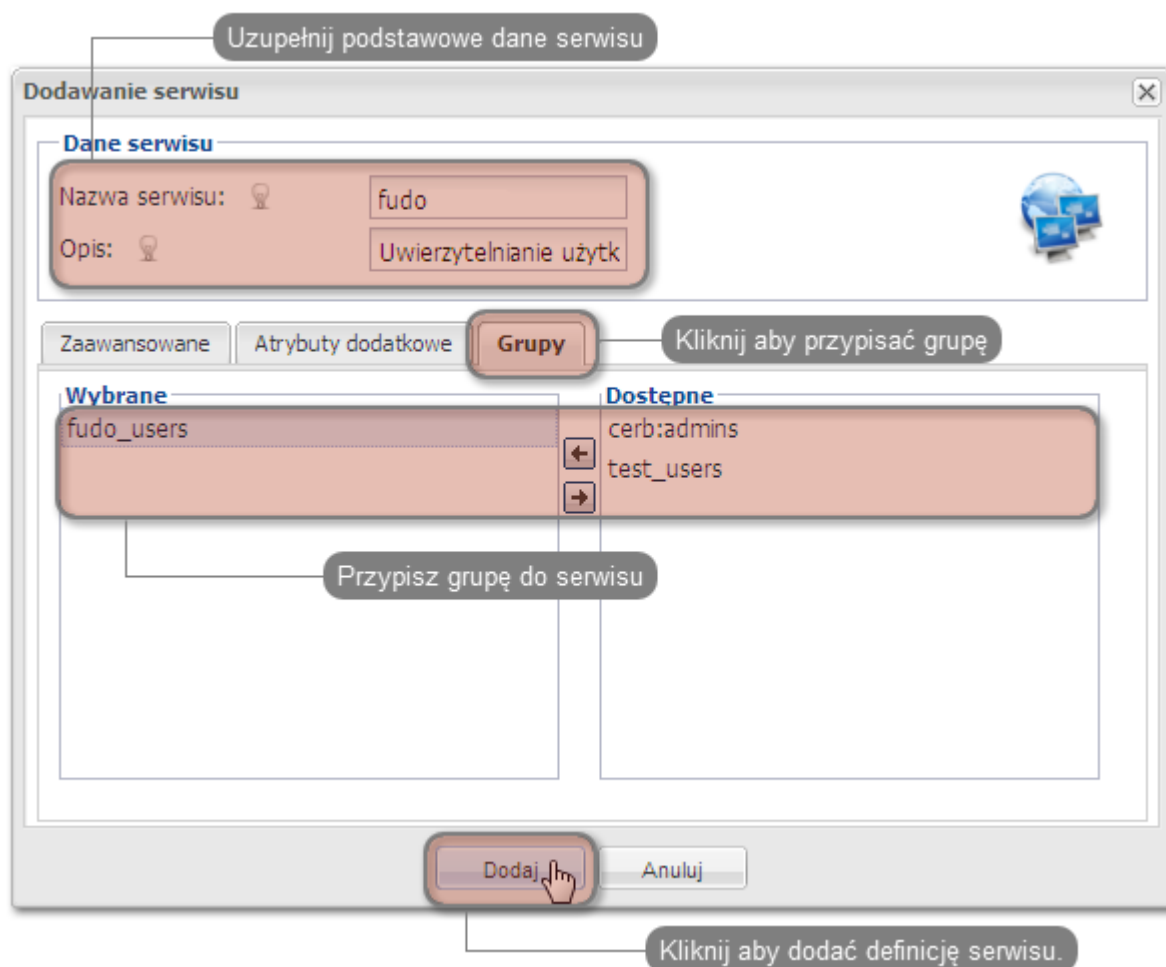 Uzupełnij podstawowe dane serwisu
Dodawanie serwisu
Dane serwisu
Nazwa serwisu:
fudo
Opis:
Uwierzytelnianie użytk
Zaawansowane
Atrybuty dodatkowe
Grupy
Kliknij aby przypisać grupę
Wybrane
Dostępne
fudo_users
cerb:admins
test_users
Przypisz grupę do serwisu
Dodaj
Anuluj
Kliknij aby dodać definicję serwisu.